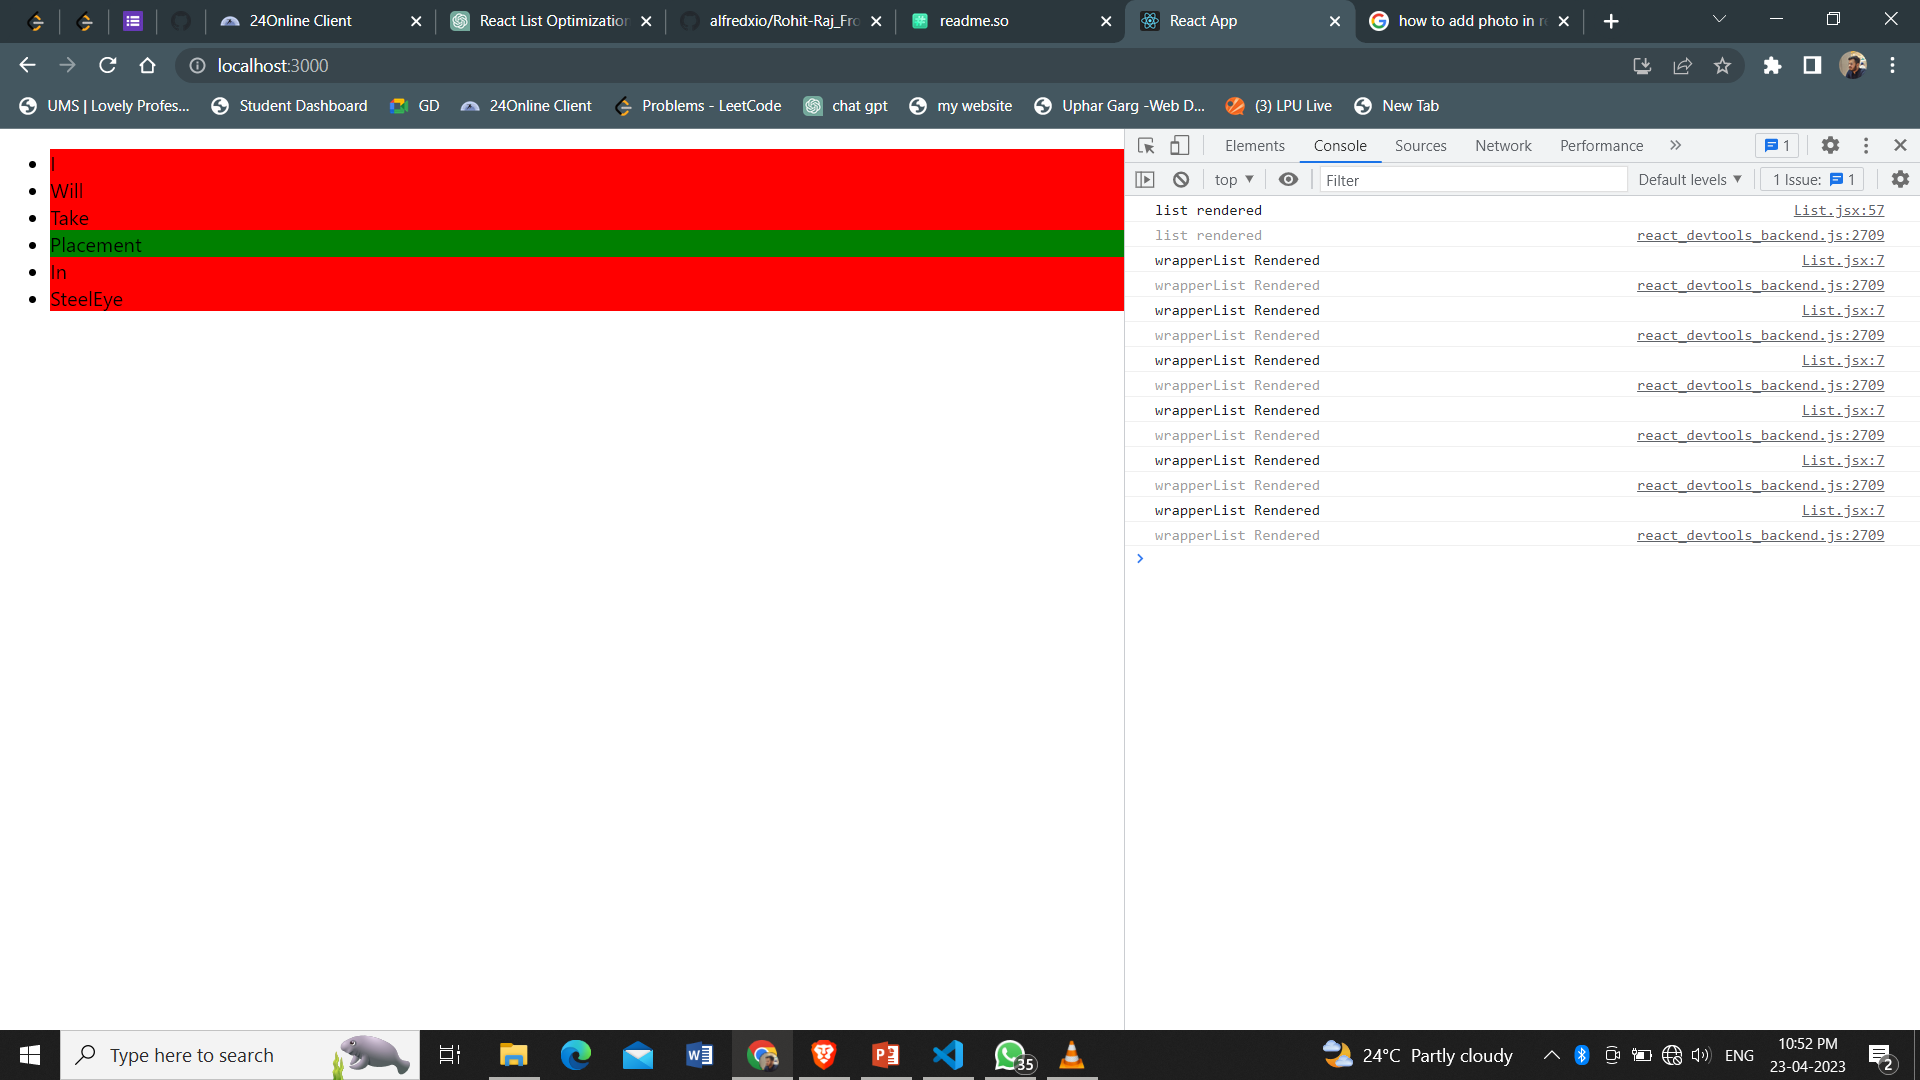 24Online Client
React List Optimization
alfredxio/Rohit-Raj_Fro
readme.so
React App
how to add photo in r
localhost:3000
UMS | Lovely Profes...
Student Dashboard
GD
24Online Client
Problems - LeetCode
chat gpt
my website
Uphar Garg -Web D...
(3) LPU Live
New Tab
I
Will
Take
Placement
In
SteelEye
Elements
Console
Sources
Network
Performance
1
top
Filter
Default levels
1 Issue: 1
list rendered List.jsx:57
list rendered react_devtools_backend.js:2709
wrapperList Rendered List.jsx:7
wrapperList Rendered react_devtools_backend.js:2709
wrapperList Rendered List.jsx:7
wrapperList Rendered react_devtools_backend.js:2709
wrapperList Rendered List.jsx:7
wrapperList Rendered react_devtools_backend.js:2709
wrapperList Rendered List.jsx:7
wrapperList Rendered react_devtools_backend.js:2709
wrapperList Rendered List.jsx:7
wrapperList Rendered react_devtools_backend.js:2709
wrapperList Rendered List.jsx:7
wrapperList Rendered react_devtools_backend.js:2709
Type here to search
35
24°C Partly cloudy
ENG
10:52 PM
23-04-2023
2